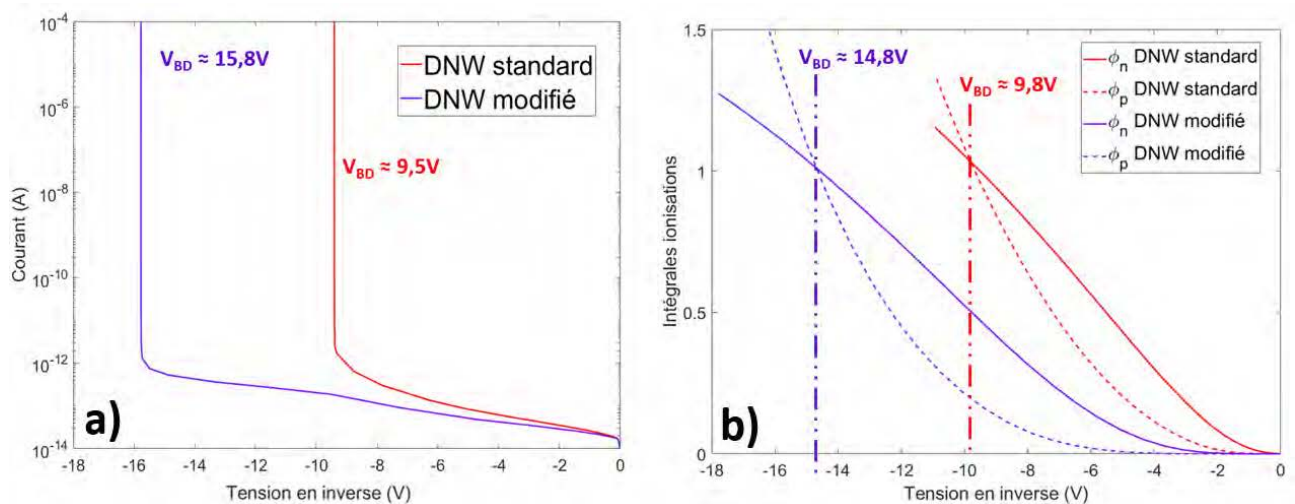 10⁻⁴
10⁻⁶
10⁻⁸
10⁻¹⁰
10⁻¹²
10⁻¹⁴
Courant (A)
V_BD ≈ 15,8V
DNW standard
DNW modifié
V_BD ≈ 9,5V
a)
-18 -16 -14 -12 -10 -8 -6 -4 -2 0
Tension en inverse (V)
1.5
1
0.5
0
Intégrales ionisations
V_BD ≈ 14,8V
V_BD ≈ 9,8V
ϕ_n DNW standard
ϕ_p DNW standard
ϕ_n DNW modifié
ϕ_p DNW modifié
b)
-18 -16 -14 -12 -10 -8 -6 -4 -2 0
Tension en inverse (V)